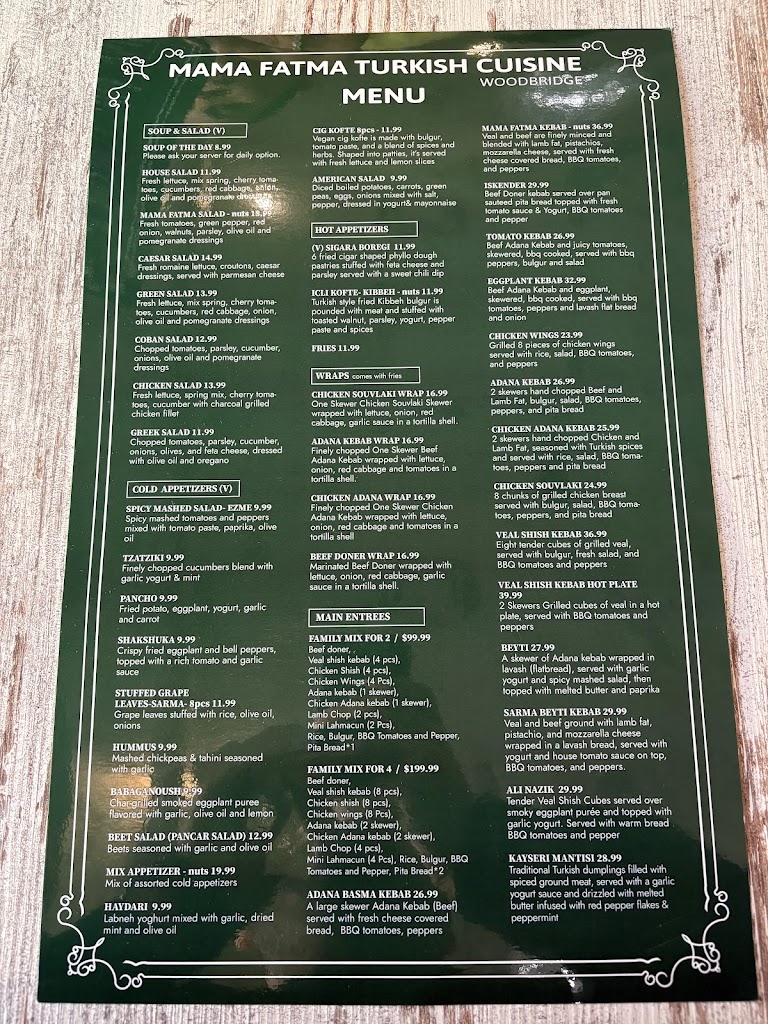 MAMA FATMA TURKISH CUISINE
WOODBRIDGE
MENU
SOUP & SALAD (V)
SOUP OF THE DAY 8.99
Please ask your server for daily option.
HOUSE SALAD 11.99
Fresh lettuce, mix spring, cherry toma-
toes, cucumbers, red cabbage, onion,
olive oil and pomegranate dressings
MAMA FATMA SALAD - nuts 18.99
Fresh tomatoes, green pepper, red
onion, walnuts, parsley, olive oil and
pomegranate dressings
CAESAR SALAD 14.99
Fresh romaine lettuce, croutons, caesar
dressings, served with parmesan cheese
GREEN SALAD 13.99
Fresh lettuce, mix spring, cherry toma-
toes, cucumbers, red cabbage, onion,
olive oil and pomegranate dressings
COBAN SALAD 12.99
Chopped tomatoes, parsley, cucumber,
onions, olive oil and pomegranate
dressings
CHICKEN SALAD 13.99
Fresh lettuce, spring mix, cherry toma-
toes, cucumber with charcoal grilled
chicken fillet
GREEK SALAD 11.99
Chopped tomatoes, parsley, cucumber,
onions, olives, and feta cheese, dressed
with olive oil and oregano
COLD APPETIZERS (V)
SPICY MASHED SALAD- EZME 9.99
Spicy mashed tomatoes and peppers
mixed with tomato paste, paprika, olive
oil
TZATZIKI 9.99
Finely chopped cucumbers blend with
garlic yogurt & mint
PANCHO 9.99
Fried potato, eggplant, yogurt, garlic
and carrot
SHAKSHUKA 9.99
Crispy fried eggplant and bell peppers,
topped with a rich tomato and garlic
sauce
STUFFED GRAPE
LEAVES-SARMA- 8pcs 11.99
Grape leaves stuffed with rice, olive oil,
onions
HUMMUS 9.99
Mashed chickpeas & tahini seasoned
with garlic
BABAGANOUSH 9.99
Char-grilled smoked eggplant puree
flavored with garlic, olive oil and lemon
BEET SALAD (PANCAR SALAD) 12.99
Beets seasoned with garlic and olive oil
MIX APPETIZER - nuts 19.99
Mix of assorted cold appetizers
HAYDARI 9.99
Labneh yoghurt mixed with garlic, dried
mint and olive oil
CIG KOFTE 8pcs - 11.99
Vegan cig kofte is made with bulgur,
tomato paste, and a blend of spices and
herbs. Shaped into patties, it's served
with fresh lettuce and lemon slices
AMERICAN SALAD 9.99
Diced boiled potatoes, carrots, green
peas, eggs, onions mixed with salt,
pepper, dressed in yogurt& mayonnaise
HOT APPETIZERS
(V) SIGARA BOREGI 11.99
6 fried cigar shaped phyllo dough
pastries stuffed with feta cheese and
parsley served with a sweet chili dip
ICLI KOFTE- KIBBEH - nuts 11.99
Turkish style fried Kibbeh bulgur is
pounded with meat and stuffed with
toasted walnut, parsley, yogurt, pepper
paste and spices
FRIES 11.99
WRAPS comes with fries
CHICKEN SOUVLAKI WRAP 16.99
One Skewer Chicken Souvlaki Skewer
wrapped with lettuce, onion, red
cabbage, garlic sauce in a tortilla shell.
ADANA KEBAB WRAP 16.99
Finely chopped One Skewer Beef
Adana Kebab wrapped with lettuce,
onion, red cabbage and tomatoes in a
tortilla shell.
CHICKEN ADANA WRAP 16.99
Finely chopped One Skewer Chicken
Adana Kebab wrapped with lettuce,
onion, red cabbage and tomatoes in a
tortilla shell
BEEF DONER WRAP 16.99
Marinated Beef Doner wrapped with
lettuce, onion, red cabbage, garlic
sauce in a tortilla shell.
MAIN ENTREES
FAMILY MIX FOR 2 / $99.99
Beef doner, .
Veal shish kebab (4 pcs),
Chicken Shish (4 pcs)
Chicken Wings (4 Pcs),
Adana kebab (1 skewer),
Chicken Adana kebab (1 skewer),
Lamb Chop (2 pcs),
Mini Lahmacun (2 Pcs),
Rice, Bulgur, BBQ Tomatoes and Pepper,
Pita Bread*1
FAMILY MIX FOR 4 / $199.99
Beef doner,
Veal shish kebab (8 pcs),
Chicken shish (8 pcs),
Chicken wings (8 Pcs),
Adana kebab (2 skewer),
Chicken Adana kebab (2 skewer),
Lamb Chop (4 pcs),
Mini Lahmacun (4 Pcs), Rice, Bulgur, BBQ
Tomatoes and Pepper, Pita Bread*2
ADANA BASMA KEBAB 26.99
A large skewer Adana Kebab (Beef)
served with fresh cheese covered
bread, BBQ tomatoes, peppers
MAMA FATMA KEBAB - nuts 36.99
Veal and beef are finely minced and
blended with lamb fat, pistachios,
mozzarella cheese, served with fresh
cheese covered bread, BBQ tomatoes,
and peppers
ISKENDER 29.99
Beef Doner kebab served over pan
sauteed pita bread topped with fresh
tomato sauce & Yogurt, BBQ tomatoes
and pepper
TOMATO KEBAB 26.99
Beef Adana Kebab and juicy tomatoes,
skewered, bbq cooked, served with bbq
peppers, bulgur and salad
EGGPLANT KEBAB 32.99
Beef Adana Kebab and eggplant,
skewered, bbq cooked, served with bbq
tomatoes, peppers and lavash flat bread
and onion
CHICKEN WINGS 23.99
Grilled 8 pieces of chicken wings
served with rice, salad, BBQ tomatoes,
and peppers
ADANA KEBAB 26.99
2 skewers hand chopped Beef and
Lamb Fat, bulgur, salad, BBQ tomatoes,
peppers, and pita bread
CHICKEN ADANA KEBAB 25.99
2 skewers hand chopped Chicken and
Lamb Fat, seasoned with Turkish spices
and served with rice, salad, BBQ toma-
toes, peppers and pita bread
CHICKEN SOUVLAKI 24.99
8 chunks of grilled chicken breast
served with bulgur, salad, BBQ toma-
toes, peppers, and pita bread
VEAL SHISH KEBAB 36.99
Eight tender cubes of grilled veal,
served with bulgur, fresh salad, and
BBQ tomatoes and peppers
VEAL SHISH KEBAB HOT PLATE
39.99
2 Skewers Grilled cubes of veal in a hot
plate, served with BBQ tomatoes and
peppers
BEYTI 27.99
A skewer of Adana kebab wrapped in
lavash (flatbread), served with garlic
yogurt and spicy mashed salad, then
topped with melted butter and paprika
SARMA BEYTI KEBAB 29.99
Veal and beef ground with lamb fat,
pistachio, and mozzarella cheese
wrapped in a lavash bread, served with
yogurt and house tomato sauce on top,
BBQ tomatoes, and peppers.
ALI NAZIK 29.99
Tender Veal Shish Cubes served over
smoky eggplant purée and topped with
garlic yogurt. Served with warm bread
BBQ tomatoes and pepper
KAYSERI MANTISI 28.99
Traditional Turkish dumplings filled with
spiced ground meat, served with a garlic
yogurt sauce and drizzled with melted
butter infused with red pepper flakes &
peppermint